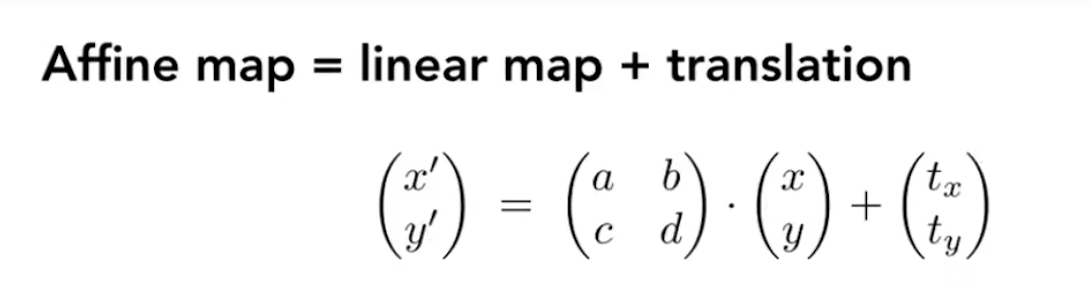 Affine map = linear map + translation
$$\begin{pmatrix} x' \\ y' \end{pmatrix} = \begin{pmatrix} a & b \\ c & d \end{pmatrix} \cdot \begin{pmatrix} x \\ y \end{pmatrix} + \begin{pmatrix} t_x \\ t_y \end{pmatrix}$$